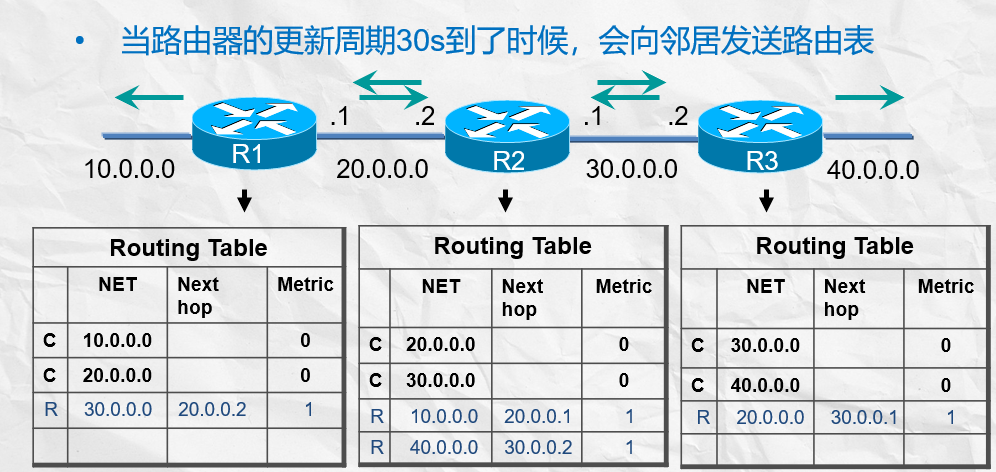 • 当路由器的更新周期30s到了时候，会向邻居发送路由表
.1 .2 .1 .2
R1 R2 R3
10.0.0.0 20.0.0.0 30.0.0.0 40.0.0.0
Routing Table
NET Next hop Metric
C 10.0.0.0 0
C 20.0.0.0 0
R 30.0.0.0 20.0.0.2 1
Routing Table
NET Next hop Metric
C 20.0.0.0 0
C 30.0.0.0 0
R 10.0.0.0 20.0.0.1 1
R 40.0.0.0 30.0.0.2 1
Routing Table
NET Next hop Metric
C 30.0.0.0 0
C 40.0.0.0 0
R 20.0.0.0 30.0.0.1 1